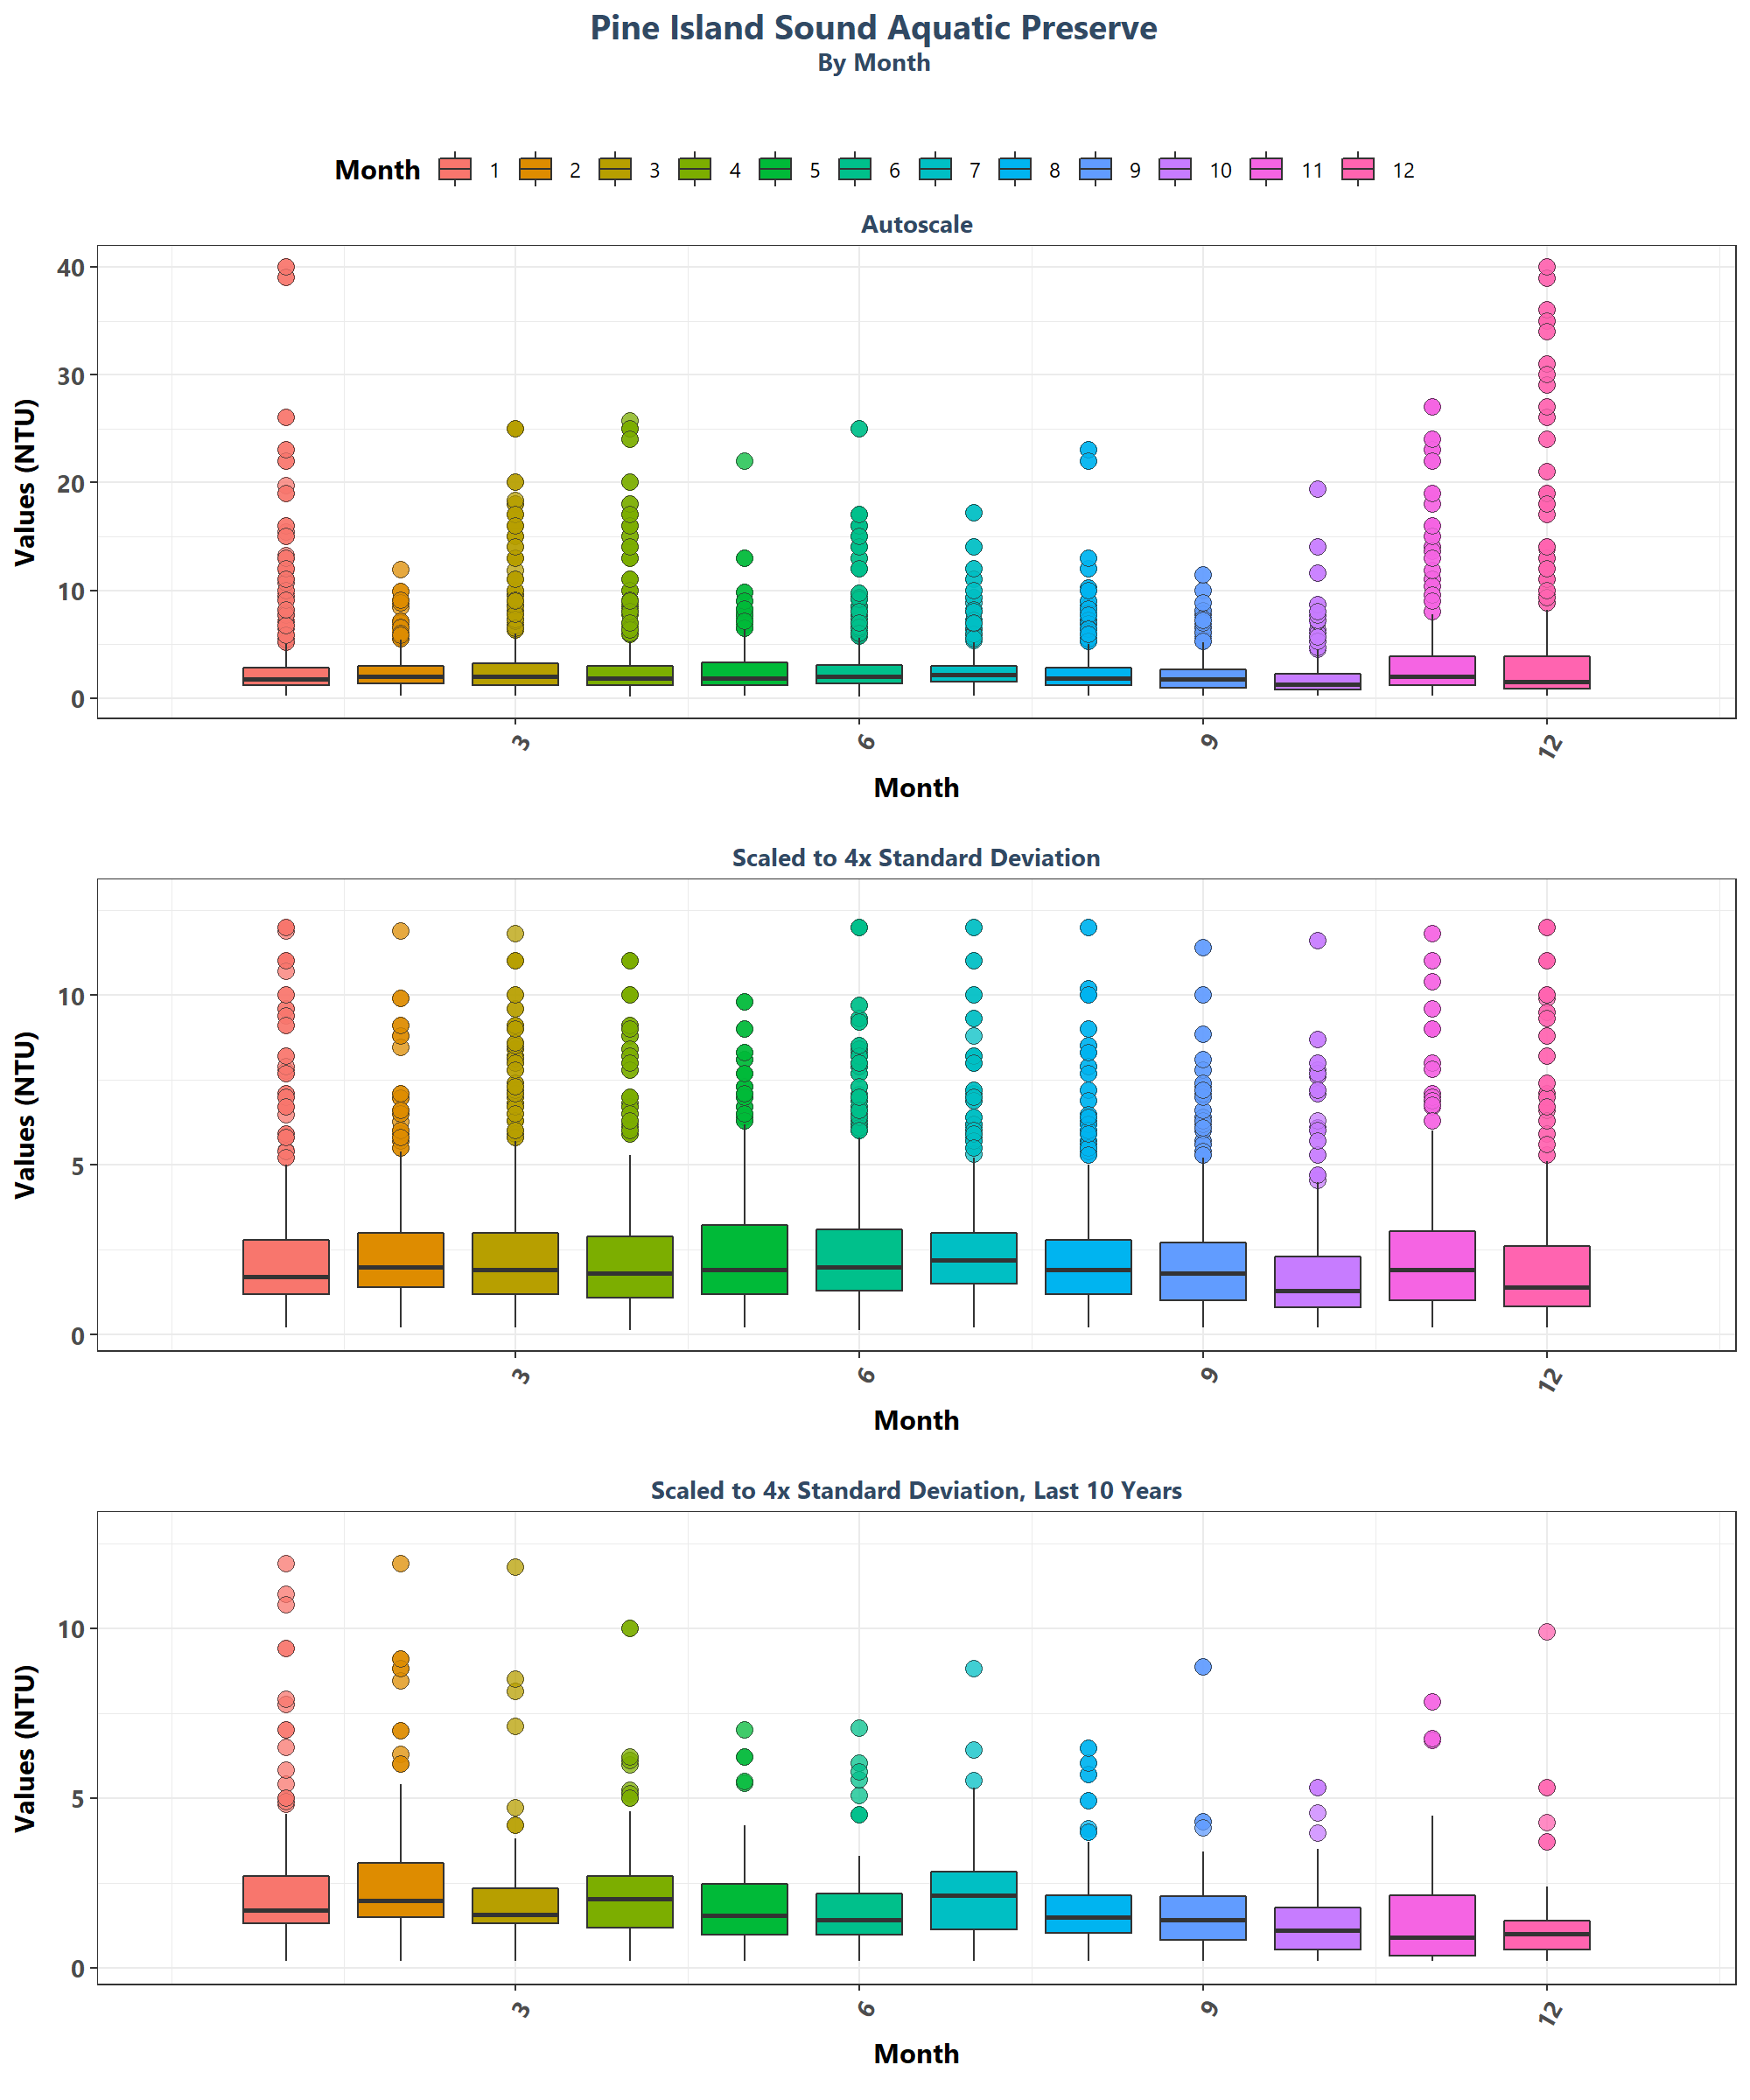 Pine Island Sound Aquatic Preserve
By Month
Month 1 2 3 4 5 6 7 8 9 10 11 12
Autoscale
Values (NTU)
40
30
20
10
0
3 6 9 12
Month
Scaled to 4x Standard Deviation
Values (NTU)
10
5
0
3 6 9 12
Month
Scaled to 4x Standard Deviation, Last 10 Years
Values (NTU)
10
5
0
3 6 9 12
Month